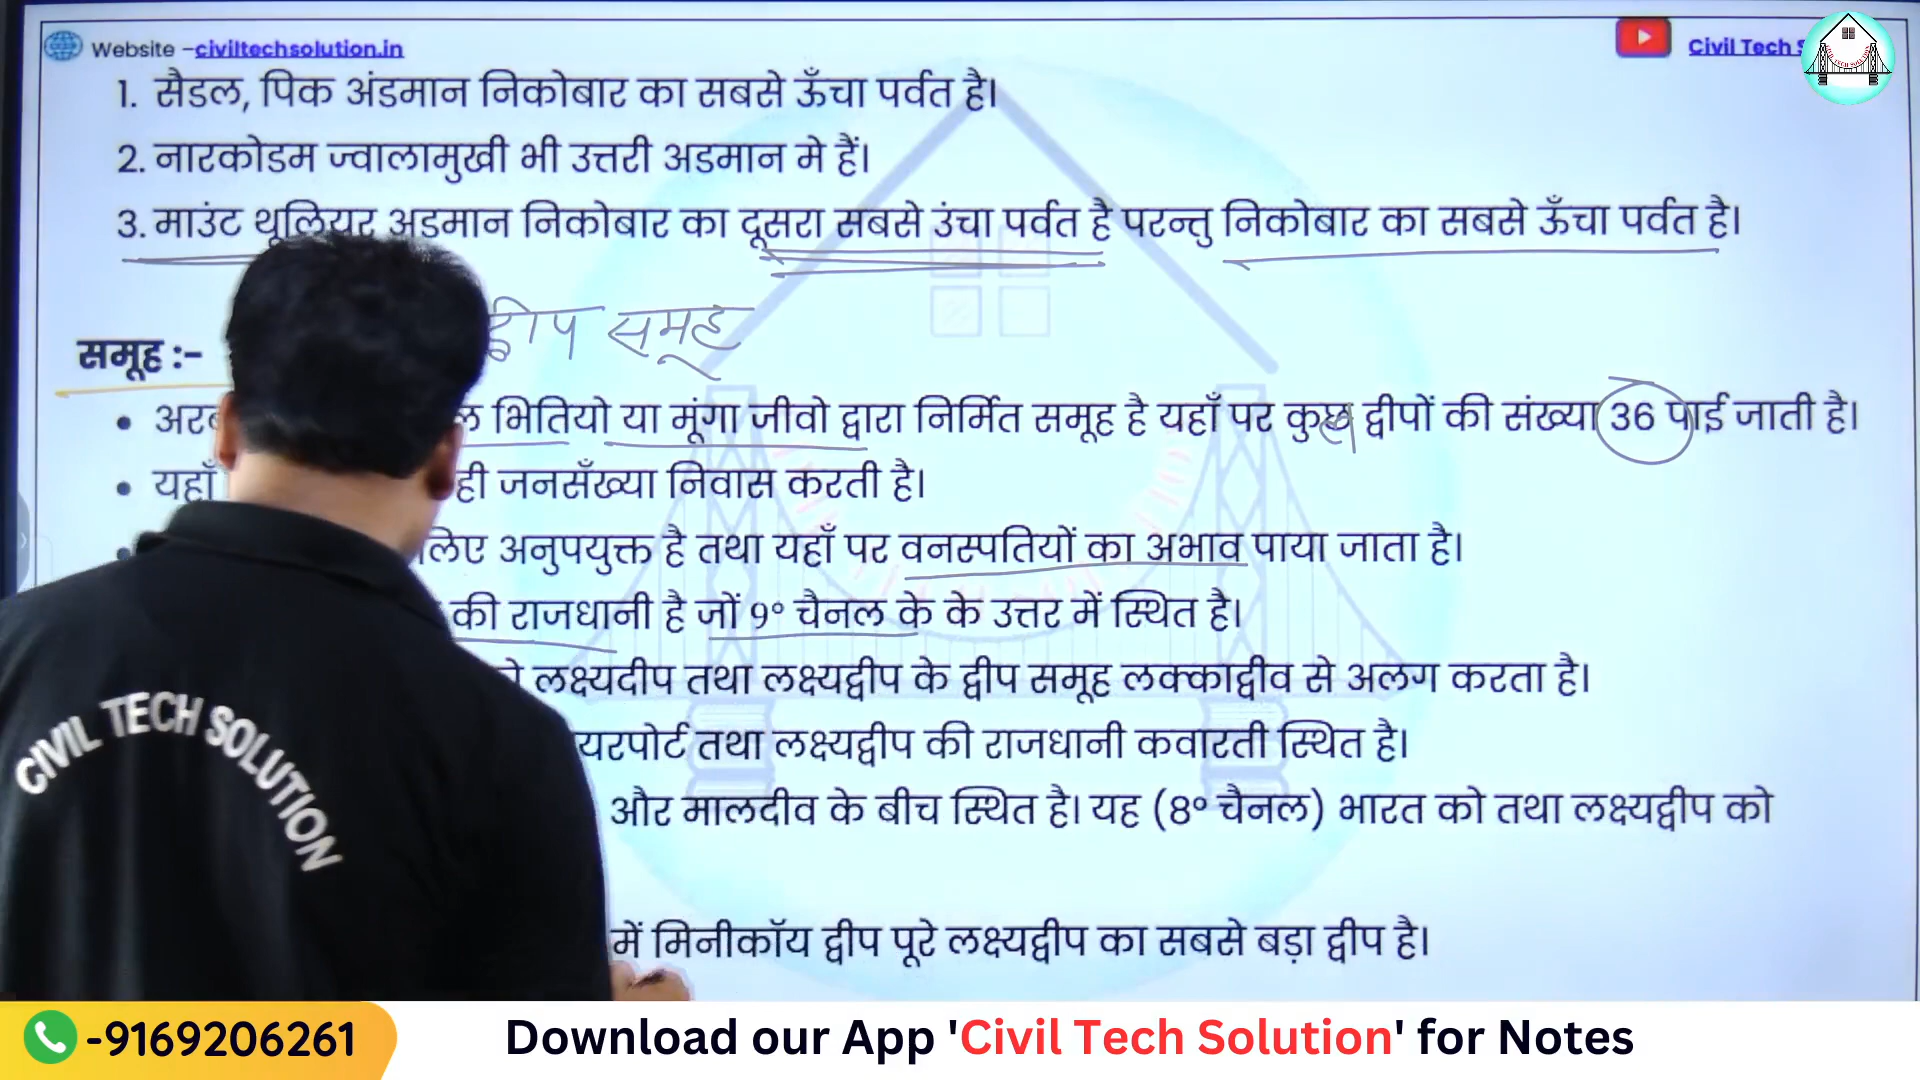 Website –civiltechsolution.in
Civil Tech S
1. सैडल, पिक अंडमान निकोबार का सबसे ऊँचा पर्वत है।
2. नारकोडम ज्वालामुखी भी उत्तरी अडमान मे हैं।
3. माउंट थूलियर अडमान निकोबार का दूसरा सबसे उंचा पर्वत है परन्तु निकोबार का सबसे ऊँचा पर्वत है।
द्वीप समूह
समूह :-
• भितियो या मूंगा जीवो द्वारा निर्मित समूह है यहाँ पर कुछ द्वीपों की संख्या 36 पाई जाती है।
• यहाँ ही जनसँख्या निवास करती है।
लिए अनुपयुक्त है तथा यहाँ पर वनस्पतियों का अभाव पाया जाता है।
की राजधानी है जों 9° चैनल के के उत्तर में स्थित है।
लक्ष्यदीप तथा लक्ष्यद्वीप के द्वीप समूह लक्काद्वीव से अलग करता है।
यरपोर्ट तथा लक्ष्यद्वीप की राजधानी कवारती स्थित है।
और मालदीव के बीच स्थित है। यह (8° चैनल) भारत को तथा लक्ष्यद्वीप को
में मिनीकॉय द्वीप पूरे लक्ष्यद्वीप का सबसे बड़ा द्वीप है।
CIVIL TECH SOLUTION
-9169206261
Download our App 'Civil Tech Solution' for Notes